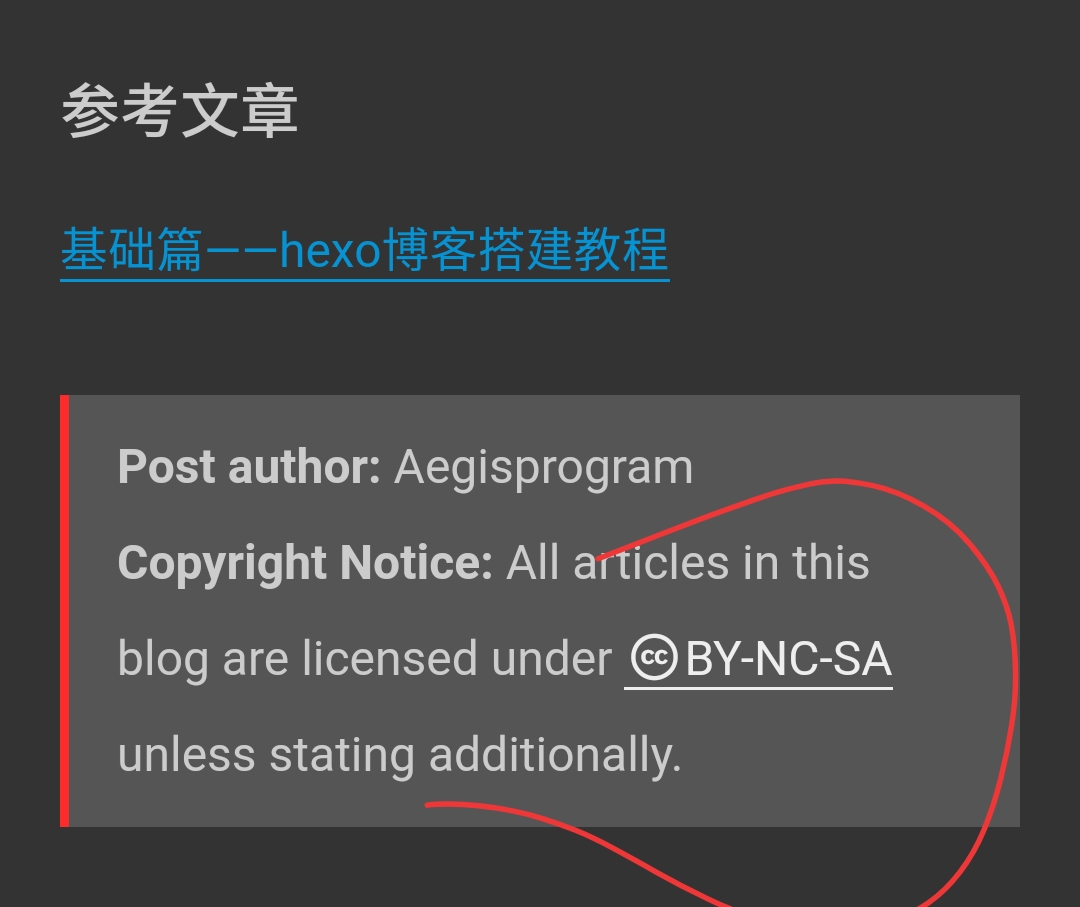 参考文章
基础篇——hexo博客搭建教程
Post author: Aegisprogram
Copyright Notice: All articles in this
blog are licensed under cc BY-NC-SA
unless stating additionally.